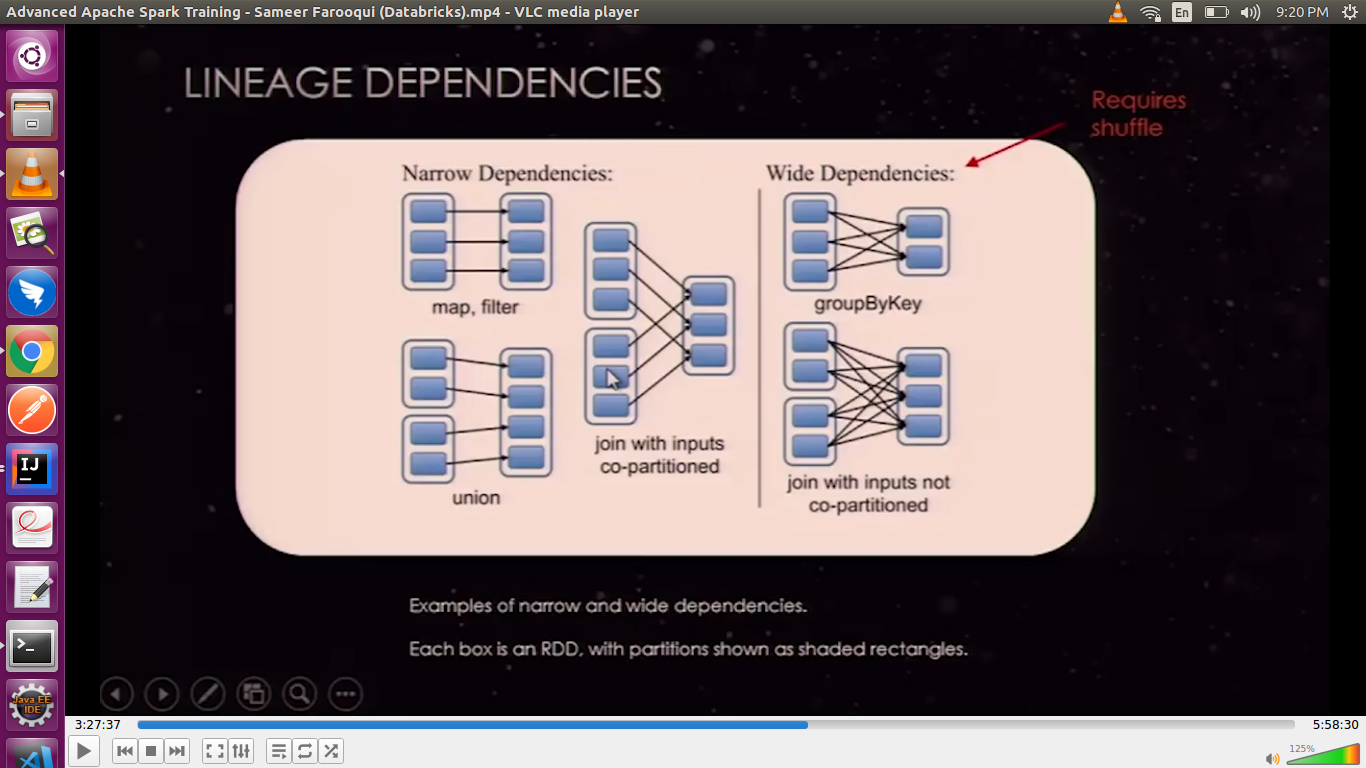 Advanced Apache Spark Training - Sameer Farooqui (Databricks).mp4 - VLC media player
En
9:20 PM
LINEAGE DEPENDENCIES
Requires
shuffle
Narrow Dependencies:
Wide Dependencies:
map, filter
groupByKey
join with inputs
co-partitioned
union
join with inputs not
co-partitioned
Examples of narrow and wide dependencies.
Each box is an RDD, with partitions shown as shaded rectangles.
IJ
Java EE
IDE
3:27:37
5:58:30
125%